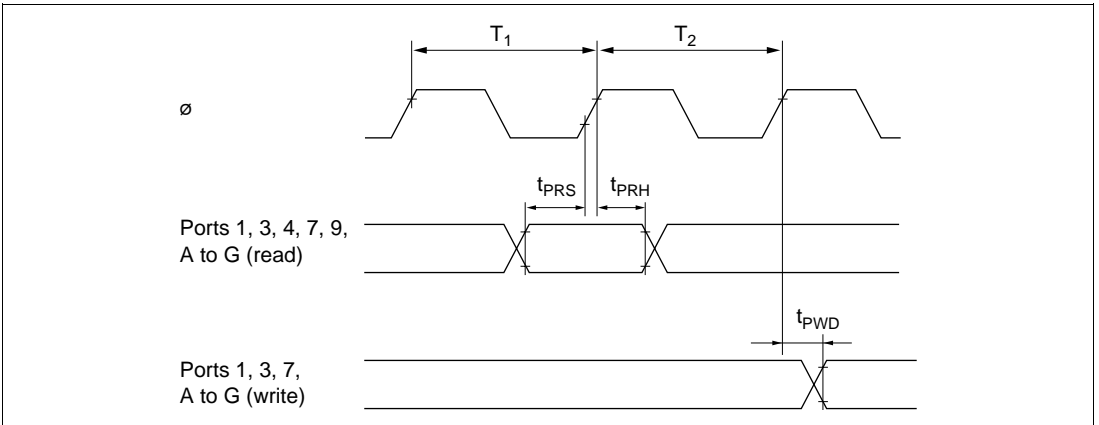 T1 T2
ø
tPRS tPRH
Ports 1, 3, 4, 7, 9,
A to G (read)
tPWD
Ports 1, 3, 7,
A to G (write)